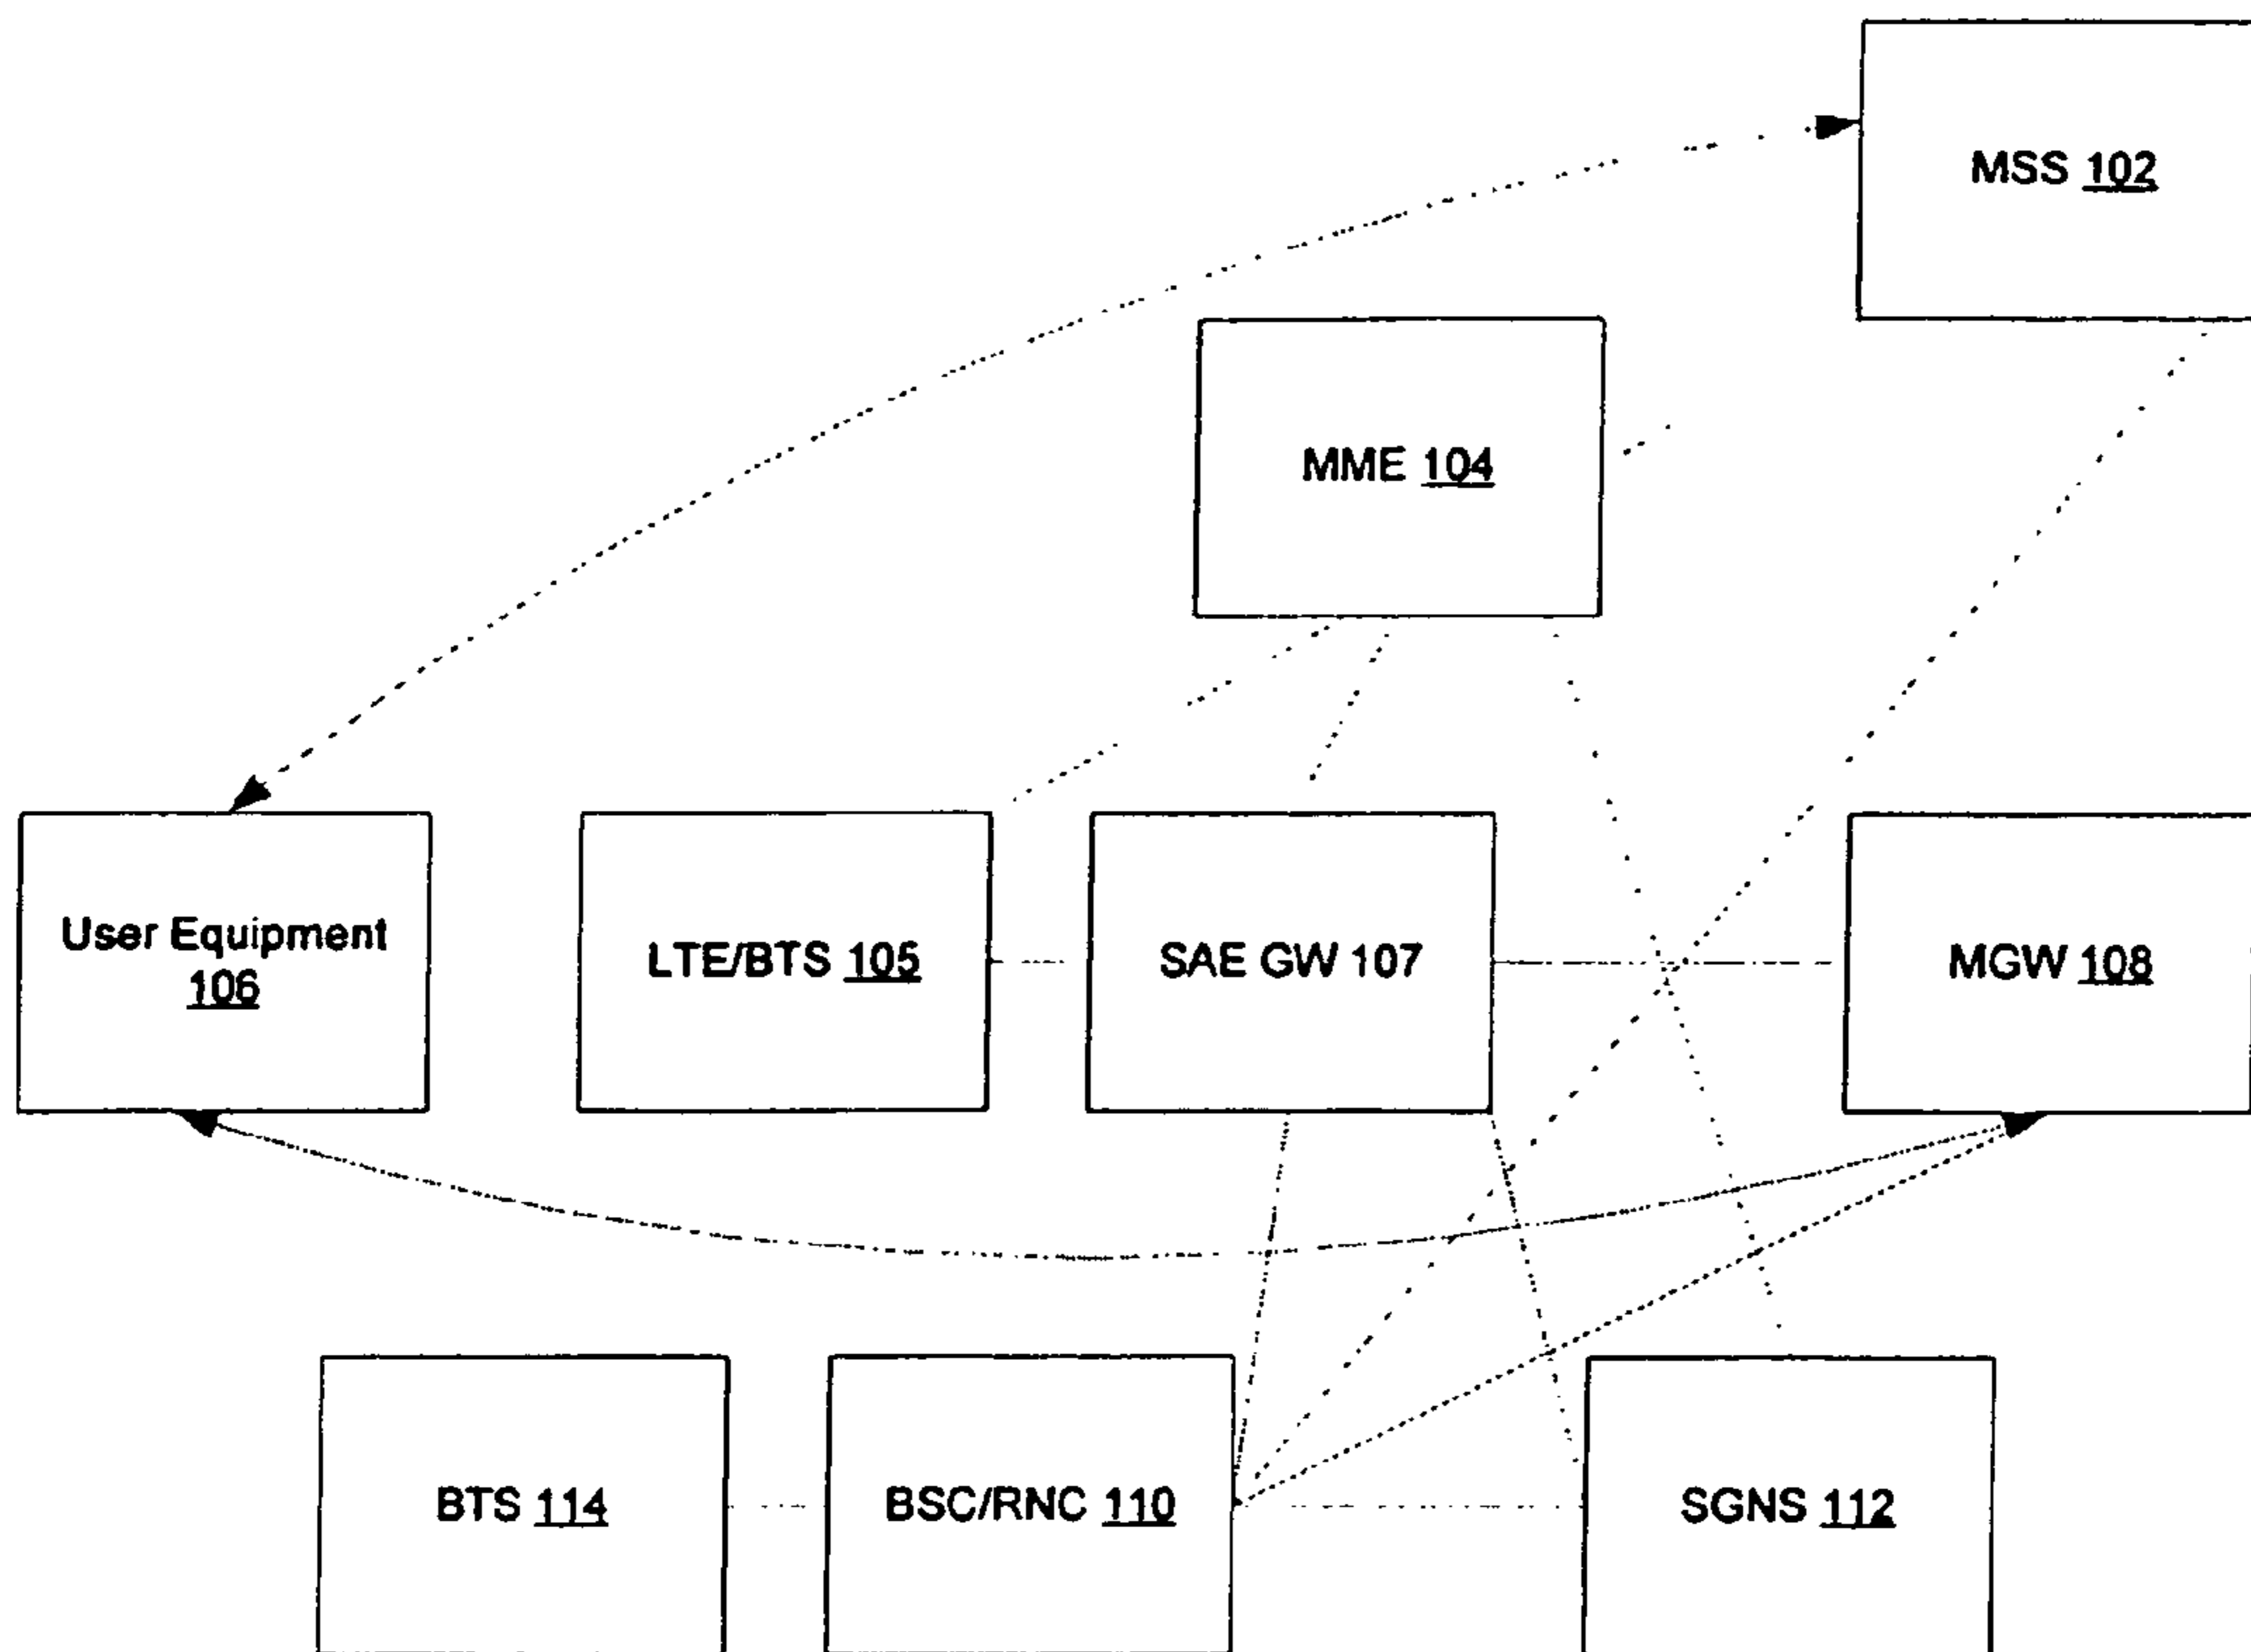 MSS 102
MME 104
User Equipment
106
LTE/BTS 105
SAE GW 107
MGW 108
BTS 114
BSC/RNC 110
SGNS 112